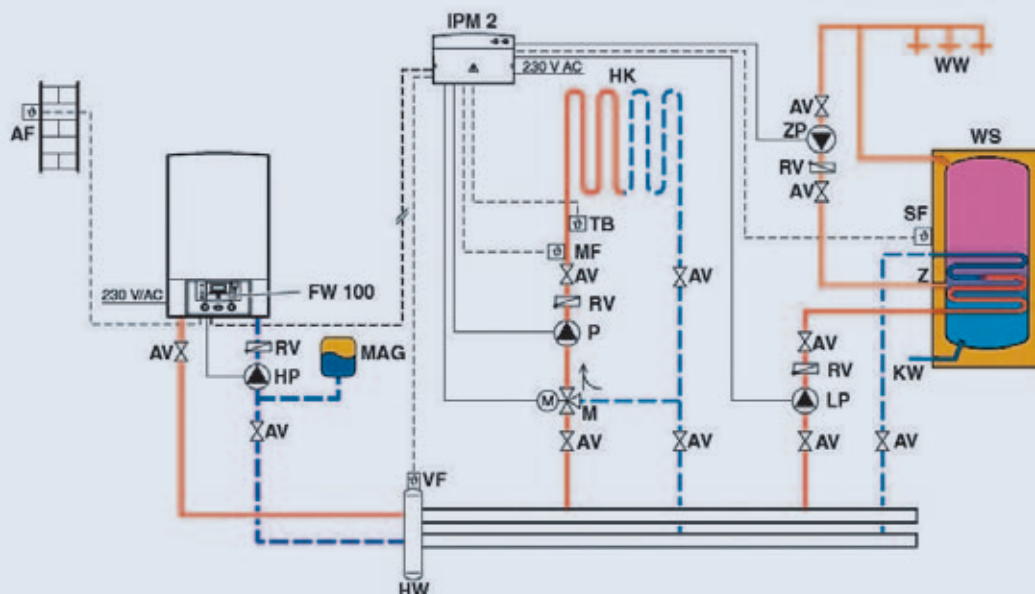 IPM 2
230 V AC
HK
WW
AV
ZP
RV
AV
WS
AF
SF
TB
MF
AV
AV
Z
230 V/AC
FW 100
RV
P
AV
RV
MAG
AV
RV
KW
HP
M
M
LP
AV
AV
AV
AV
AV
VF
HW